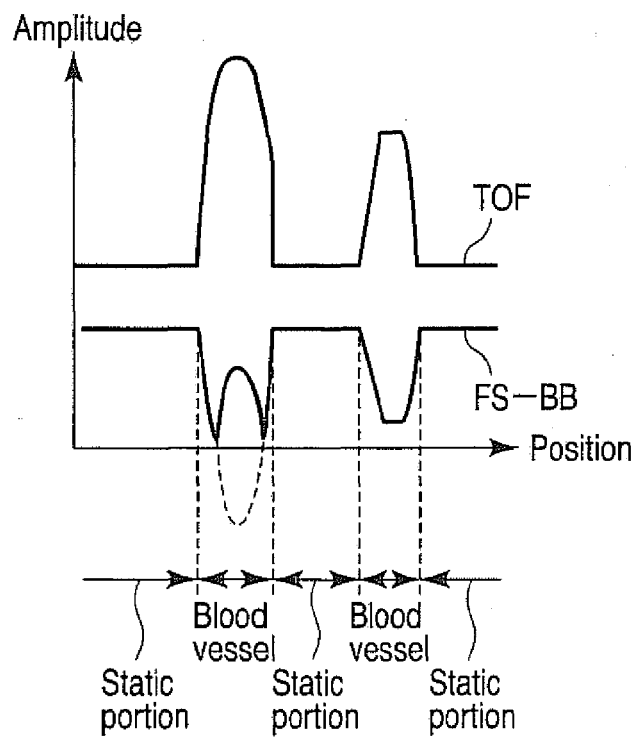 Amplitude
TOF
FS-BB
Position
Blood
vessel
Blood
vessel
Static
portion
Static
portion
Static
portion